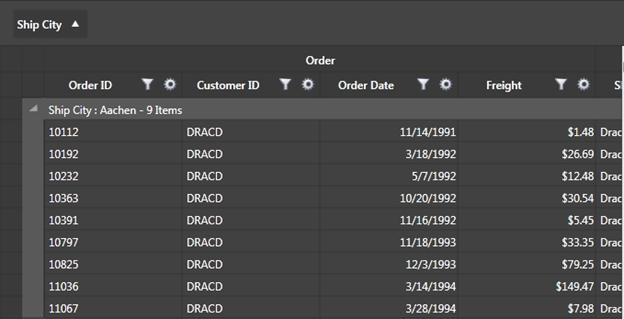 Ship City
Order
Order ID Customer ID Order Date Freight
Ship City : Aachen - 9 Items
10112 DRACD 11/14/1991 $1.48 Drac
10192 DRACD 3/18/1992 $26.69 Drac
10232 DRACD 5/7/1992 $12.48 Drac
10363 DRACD 10/20/1992 $30.54 Drac
10391 DRACD 11/16/1992 $5.45 Drac
10797 DRACD 11/18/1993 $33.35 Drac
10825 DRACD 12/3/1993 $79.25 Drac
11036 DRACD 3/14/1994 $149.47 Drac
11067 DRACD 3/28/1994 $7.98 Drac